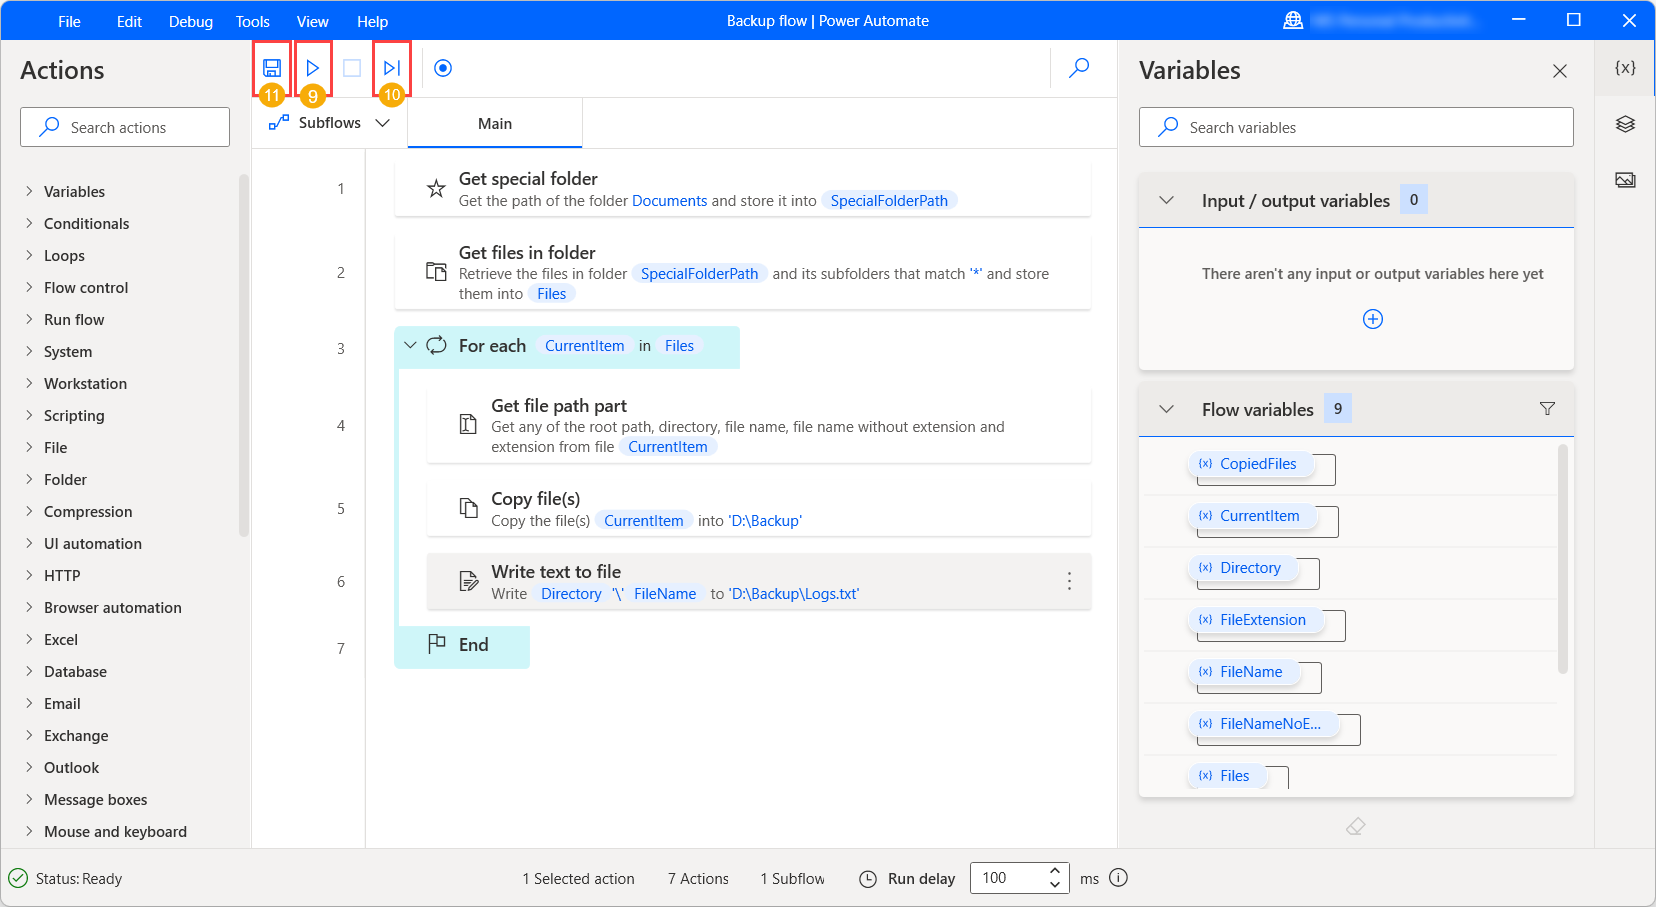 File Edit Debug Tools View Help
Backup flow | Power Automate
Actions
Search actions
Variables
Conditionals
Loops
Flow control
Run flow
System
Workstation
Scripting
File
Folder
Compression
UI automation
HTTP
Browser automation
Excel
Database
Email
Exchange
Outlook
Message boxes
Mouse and keyboard
11 9 10
Subflows Main
1 Get special folder
Get the path of the folder Documents and store it into SpecialFolderPath
2 Get files in folder
Retrieve the files in folder SpecialFolderPath and its subfolders that match '*' and store
them into Files
3 For each CurrentItem in Files
4 Get file path part
Get any of the root path, directory, file name, file name without extension and
extension from file CurrentItem
5 Copy file(s)
Copy the file(s) CurrentItem into 'D:\Backup'
6 Write text to file
Write Directory '\' FileName to 'D:\Backup\Logs.txt'
7 End
Variables
{x}
Search variables
Input / output variables 0
There aren't any input or output variables here yet
Flow variables 9
{x} CopiedFiles
{x} CurrentItem
{x} Directory
{x} FileExtension
{x} FileName
{x} FileNameNoE...
{x} Files
Status: Ready
1 Selected action 7 Actions 1 Subflow Run delay 100 ms